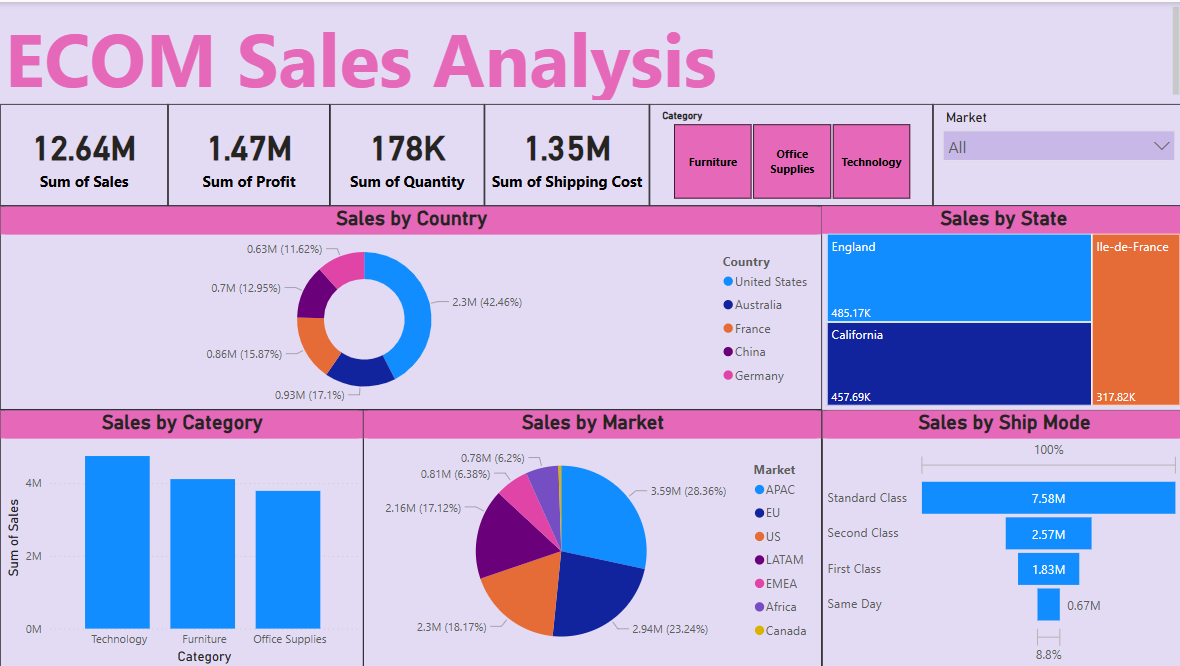 ECOM Sales Analysis
12.64M
Sum of Sales
1.47M
Sum of Profit
178K
Sum of Quantity
1.35M
Sum of Shipping Cost
Category
Furniture
Office
Supplies
Technology
Market
All
Sales by Country
0.63M (11.62%)
0.7M (12.95%)
2.3M (42.46%)
0.86M (15.87%)
0.93M (17.1%)
Country
United States
Australia
France
China
Germany
Sales by State
England
485.17K
California
457.69K
Ile-de-France
317.82K
Sales by Category
Sum of Sales
4M
2M
0M
Technology
Furniture
Office Supplies
Category
Sales by Market
0.78M (6.2%)
0.81M (6.38%)
3.59M (28.36%)
2.16M (17.12%)
2.3M (18.17%)
2.94M (23.24%)
Market
APAC
EU
US
LATAM
EMEA
Africa
Canada
Sales by Ship Mode
100%
Standard Class
7.58M
Second Class
2.57M
First Class
1.83M
Same Day
0.67M
8.8%